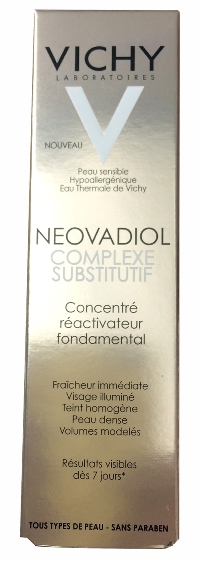 VICHY
LABORATOIRES
NOUVEAU
Peau sensible
Hypoallergénique
Eau Thermale de Vichy
NEOVADIOL
COMPLEXE
SUBSTITUTIF
Concentré
réactivateur
fondamental
Fraîcheur immédiate
Visage illuminé
Teint homogène
Peau dense
Volumes modelés
Résultats visibles
dès 7 jours*
TOUS TYPES DE PEAU - SANS PARABEN